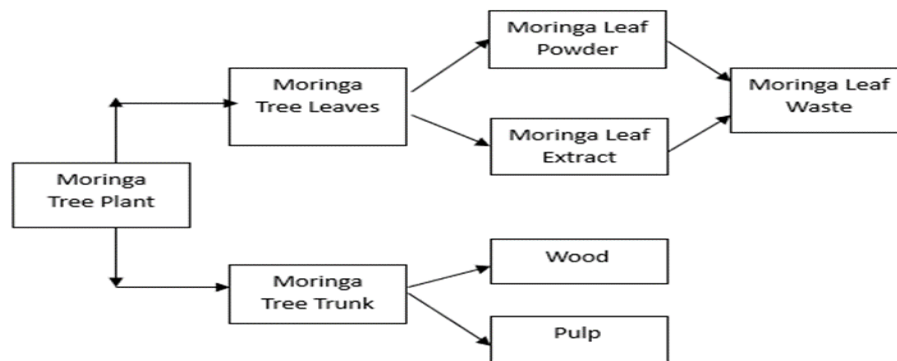 Moringa Leaf
Powder
Moringa
Tree Leaves
Moringa Leaf
Waste
Moringa Leaf
Extract
Moringa
Tree Plant
Wood
Moringa
Tree Trunk
Pulp